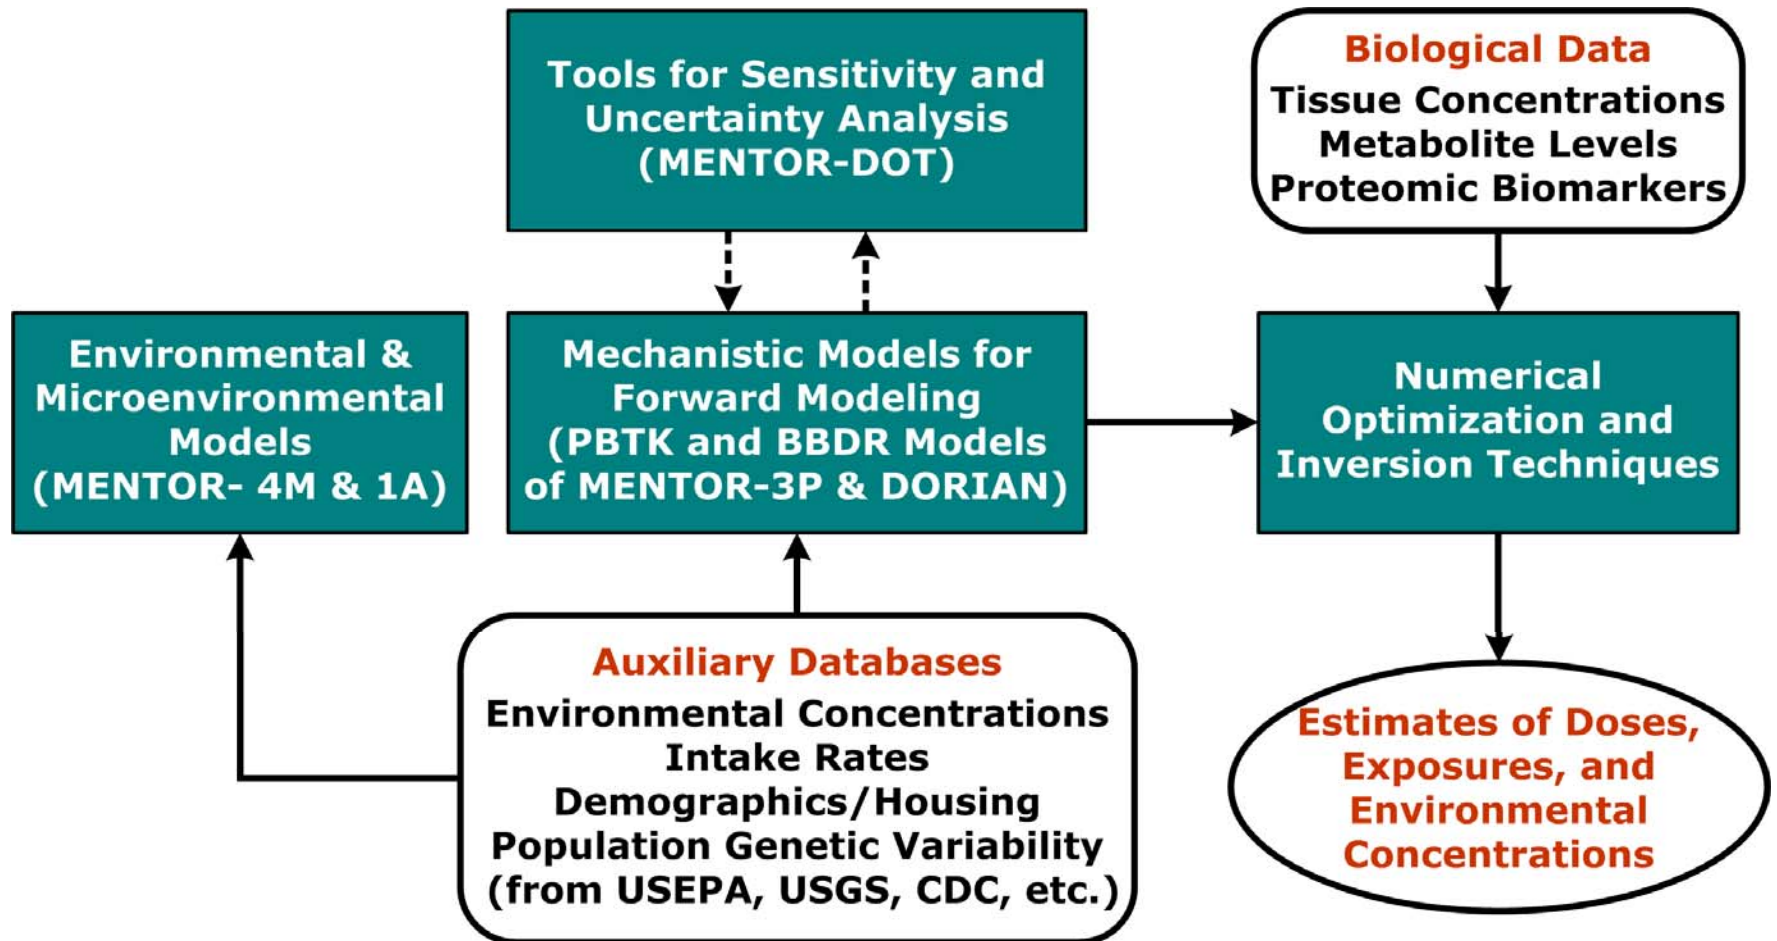 Tools for Sensitivity and
Uncertainty Analysis
(MENTOR-DOT)
Biological Data
Tissue Concentrations
Metabolite Levels
Proteomic Biomarkers
Environmental &
Microenvironmental
Models
(MENTOR- 4M & 1A)
Mechanistic Models for
Forward Modeling
(PBTK and BBDR Models
of MENTOR-3P & DORIAN)
Numerical
Optimization and
Inversion Techniques
Auxiliary Databases
Environmental Concentrations
Intake Rates
Demographics/Housing
Population Genetic Variability
(from USEPA, USGS, CDC, etc.)
Estimates of Doses,
Exposures, and
Environmental
Concentrations